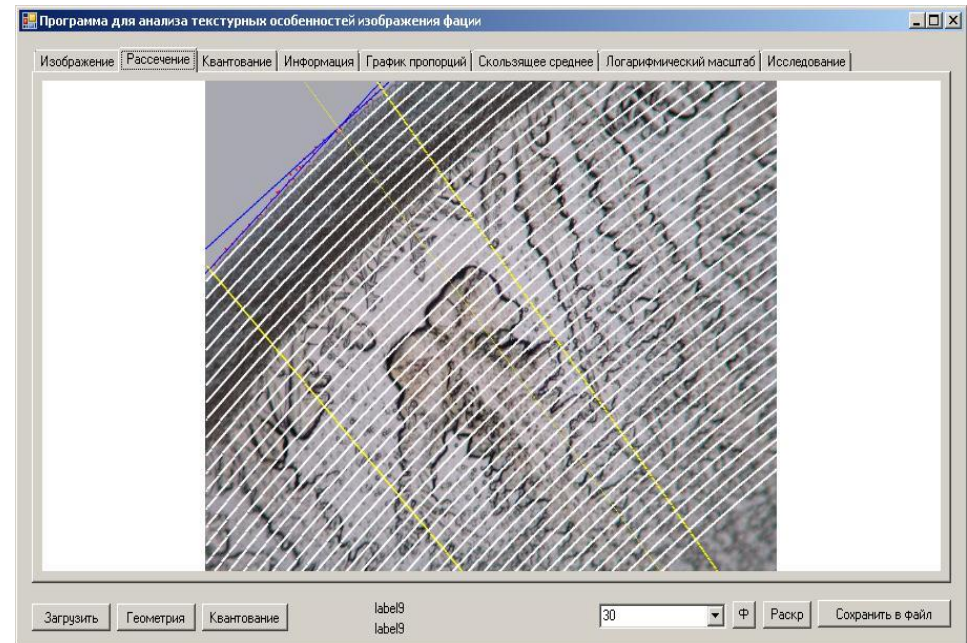 Программа для анализа текстурных особенностей изображения фации
Изображение Рассечение Квантование Информация График пропорций Скользящее среднее Логарифмический масштаб Исследование
Загрузить Геометрия Квантование label9 30 Ф Раскр Сохранить в файл
label9